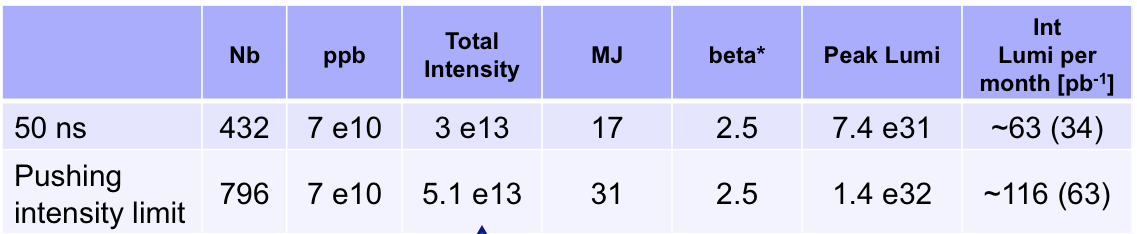 Nb ppb Total Intensity MJ beta* Peak Lumi Int Lumi per month [pb-1]
50 ns 432 7 e10 3 e13 17 2.5 7.4 e31 ~63 (34)
Pushing intensity limit 796 7 e10 5.1 e13 31 2.5 1.4 e32 ~116 (63)